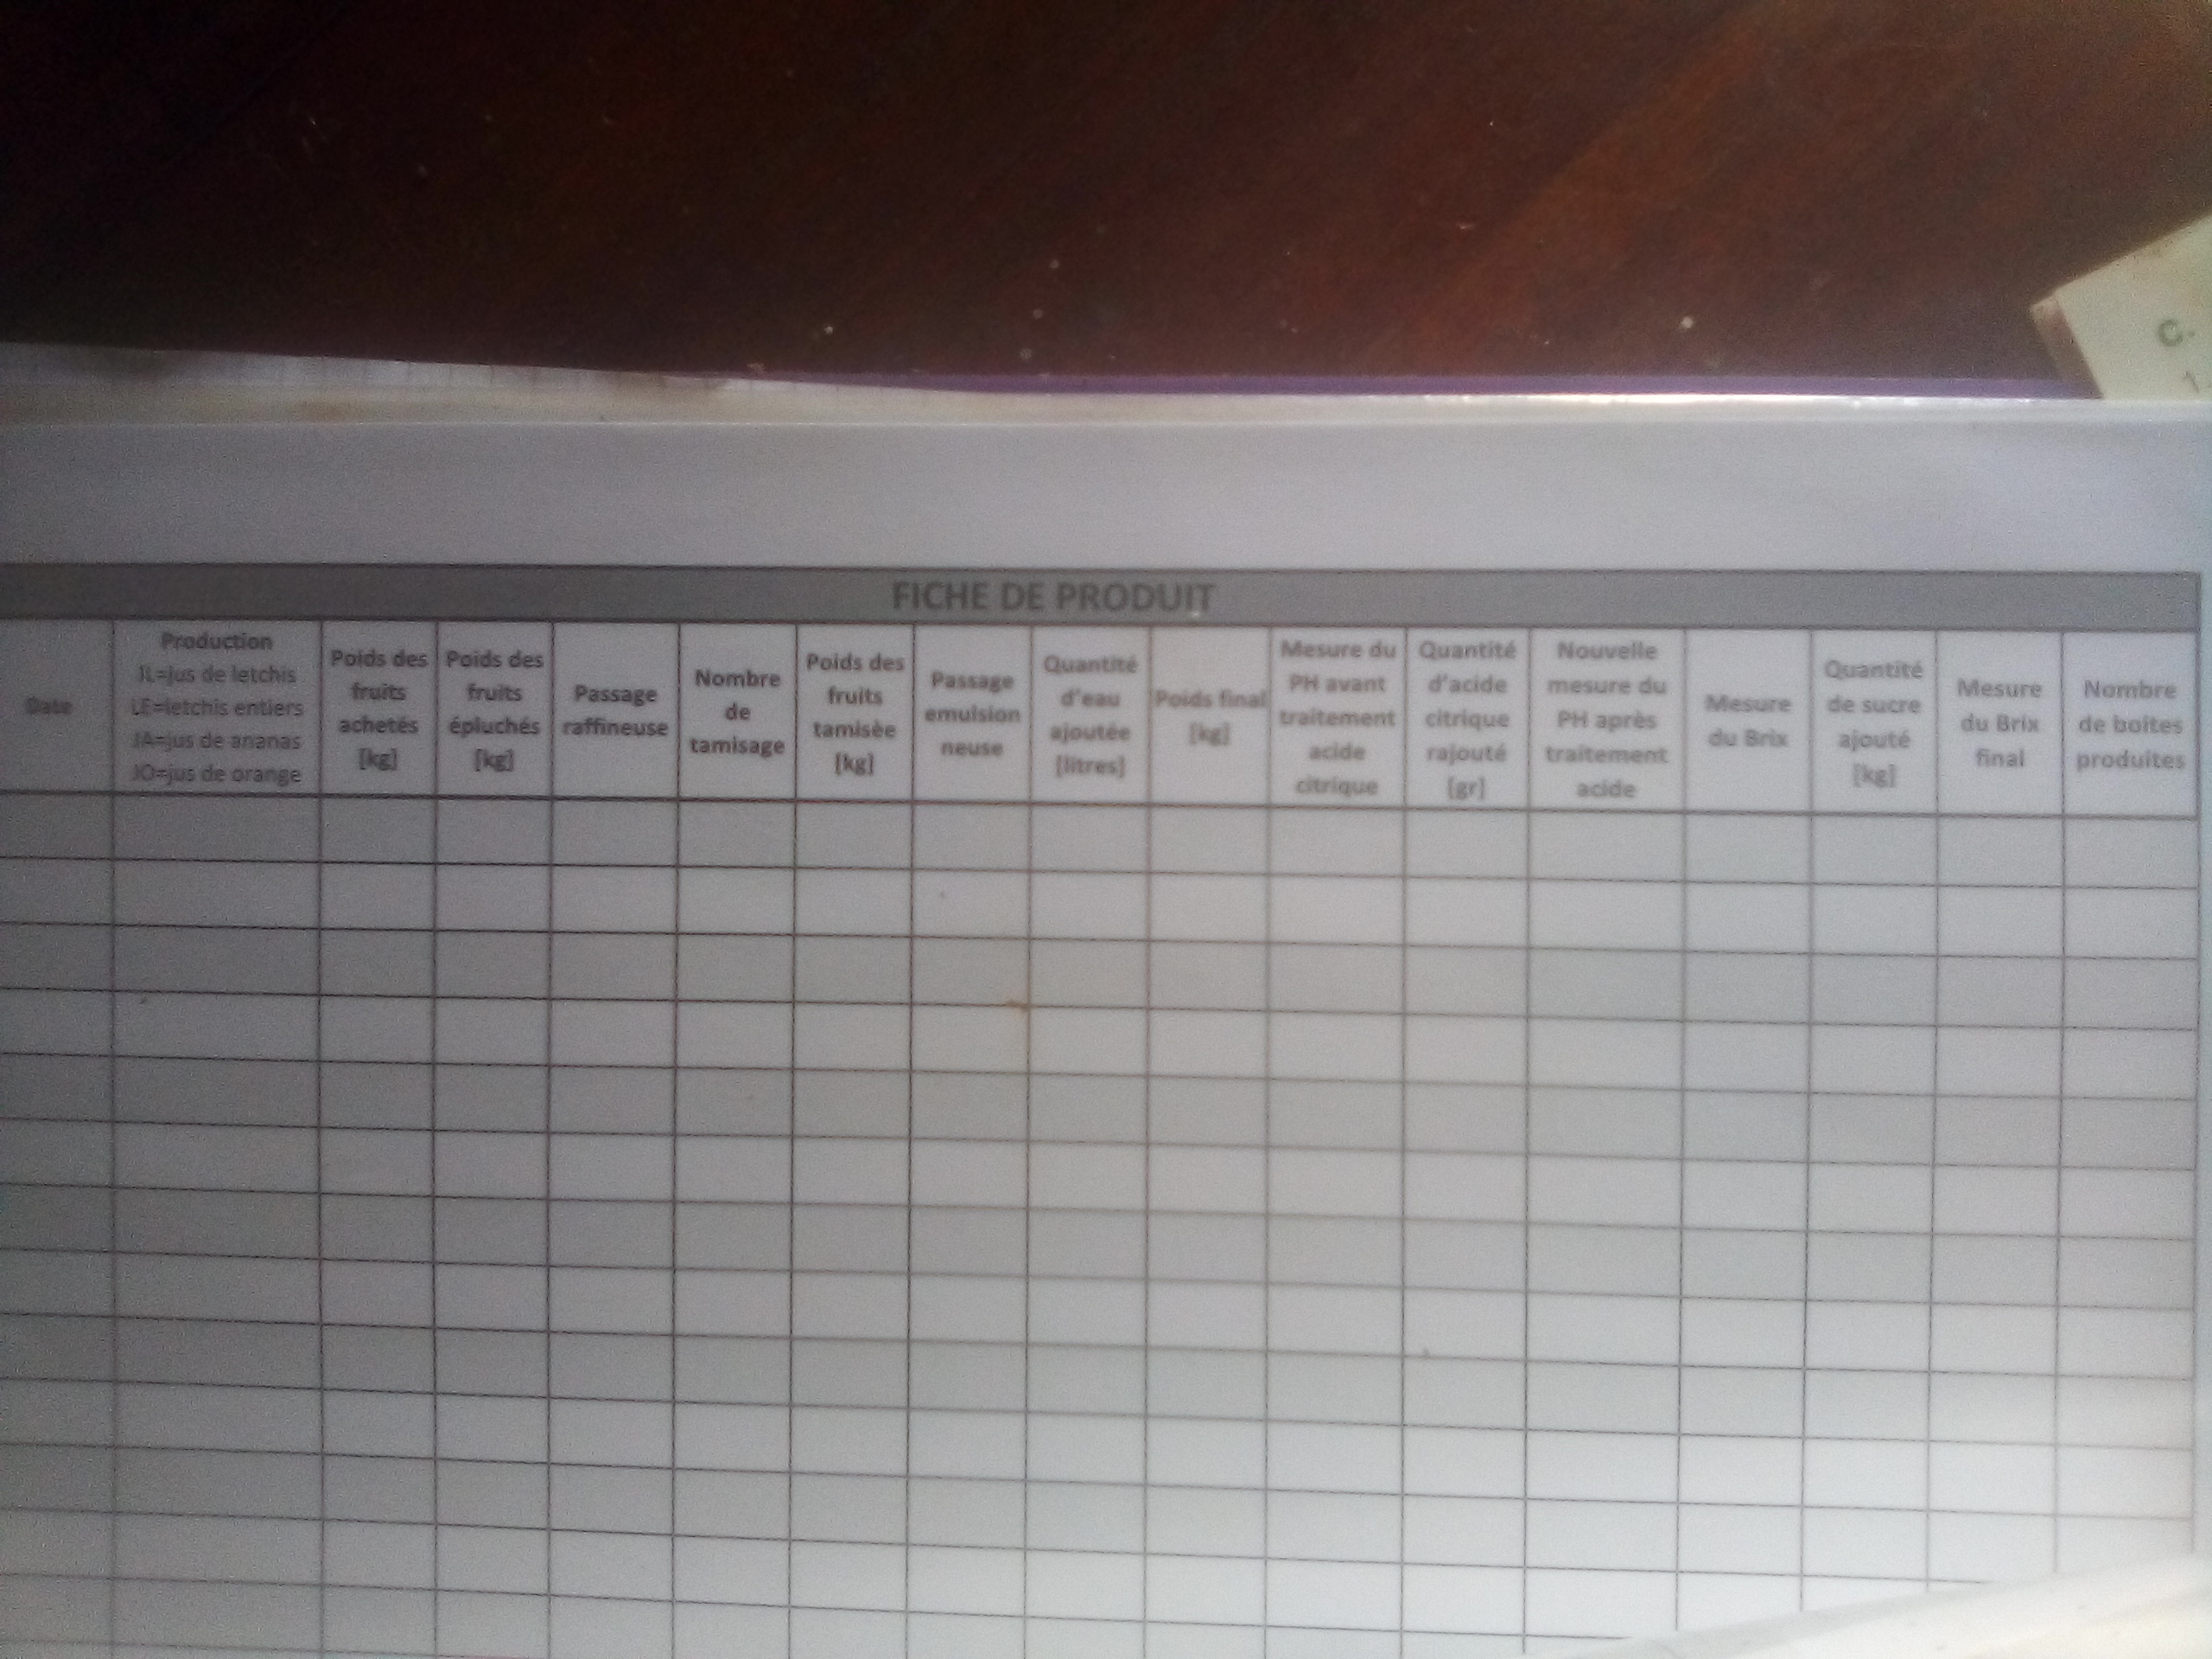 C.
1
FICHE DE PRODUIT
Date
Production
JL=jus de letchis
LE=letchis entiers
JA=jus de ananas
JO=jus de orange
Poids des
fruits
achetés
[kg]
Poids des
fruits
épluchés
[kg]
Passage
raffineuse
Nombre
de
tamisage
Poids des
fruits
tamisèe
[kg]
Passage
emulsion
neuse
Quantité
d'eau
ajoutée
[litres]
Poids final
[kg]
Mesure du
PH avant
traitement
acide
citrique
Quantité
d'acide
citrique
rajouté
[gr]
Nouvelle
mesure du
PH après
traitement
acide
Mesure
du Brix
Quantité
de sucre
ajouté
[kg]
Mesure
du Brix
final
Nombre
de boites
produites